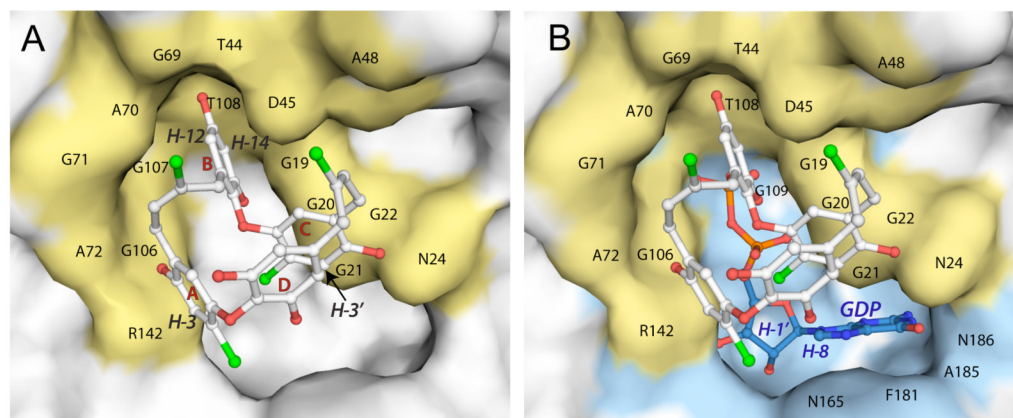 A
T44
G69
A48
A70
T108
D45
H-12
H-14
G71
G107
B
G19
G20
G22
C
A72
G106
G21
N24
A
D
H-3
H-3′
R142
B
T44
G69
A48
A70
T108
D45
G71
G19
G109
G20
G22
A72
G106
G21
N24
GDP
R142
H-1′
H-8
N186
A185
F181
N165